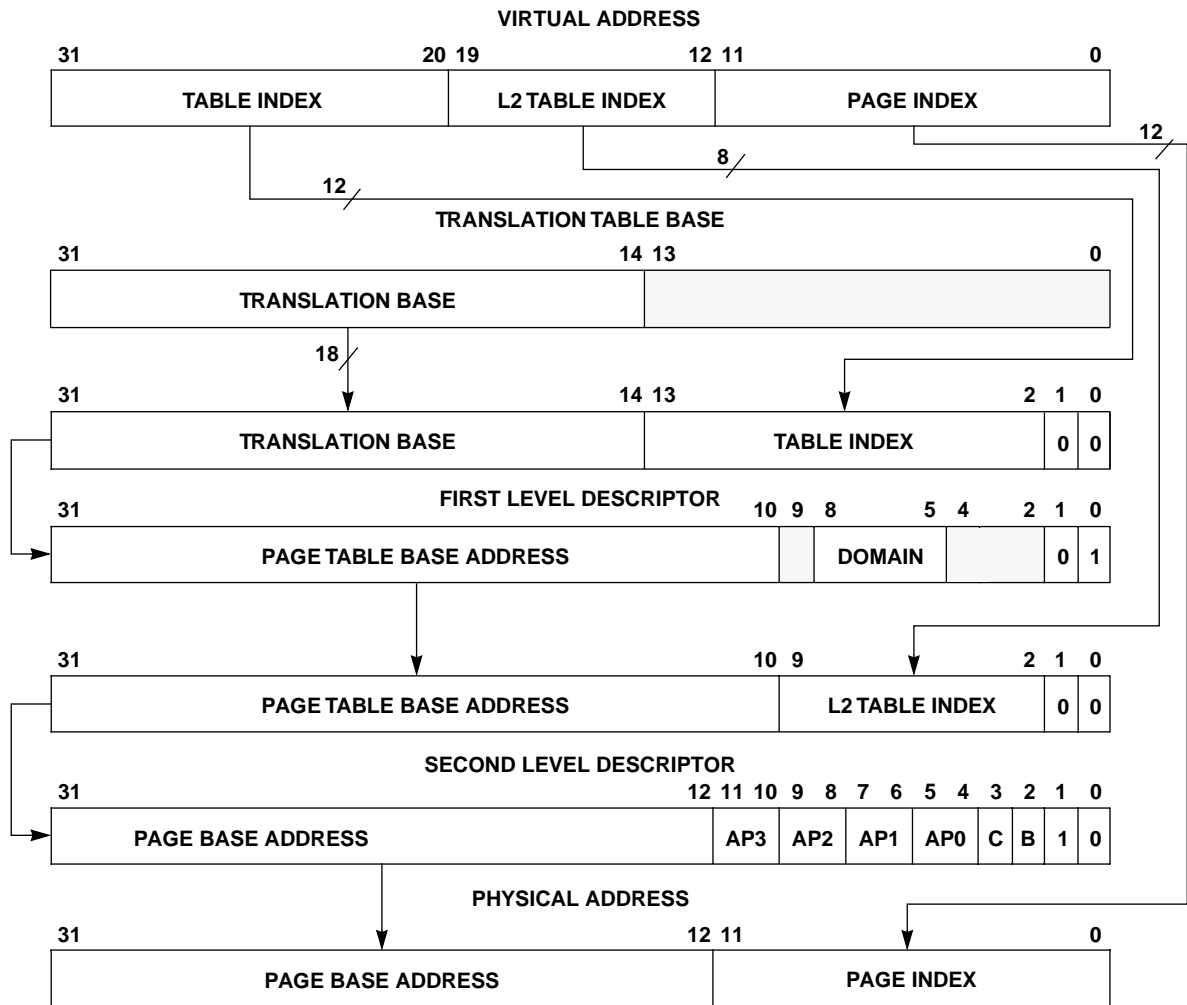 VIRTUAL ADDRESS
31 20 19 12 11 0
TABLE INDEX L2 TABLE INDEX PAGE INDEX
12
8
12
TRANSLATION TABLE BASE
31 14 13 0
TRANSLATION BASE
18
31 14 13 2 1 0
TRANSLATION BASE TABLE INDEX 0 0
FIRST LEVEL DESCRIPTOR
31 10 9 8 5 4 2 1 0
PAGE TABLE BASE ADDRESS DOMAIN 0 1
31 10 9 2 1 0
PAGE TABLE BASE ADDRESS L2 TABLE INDEX 0 0
SECOND LEVEL DESCRIPTOR
31 12 11 10 9 8 7 6 5 4 3 2 1 0
PAGE BASE ADDRESS AP3 AP2 AP1 AP0 C B 1 0
PHYSICAL ADDRESS
31 12 11 0
PAGE BASE ADDRESS PAGE INDEX